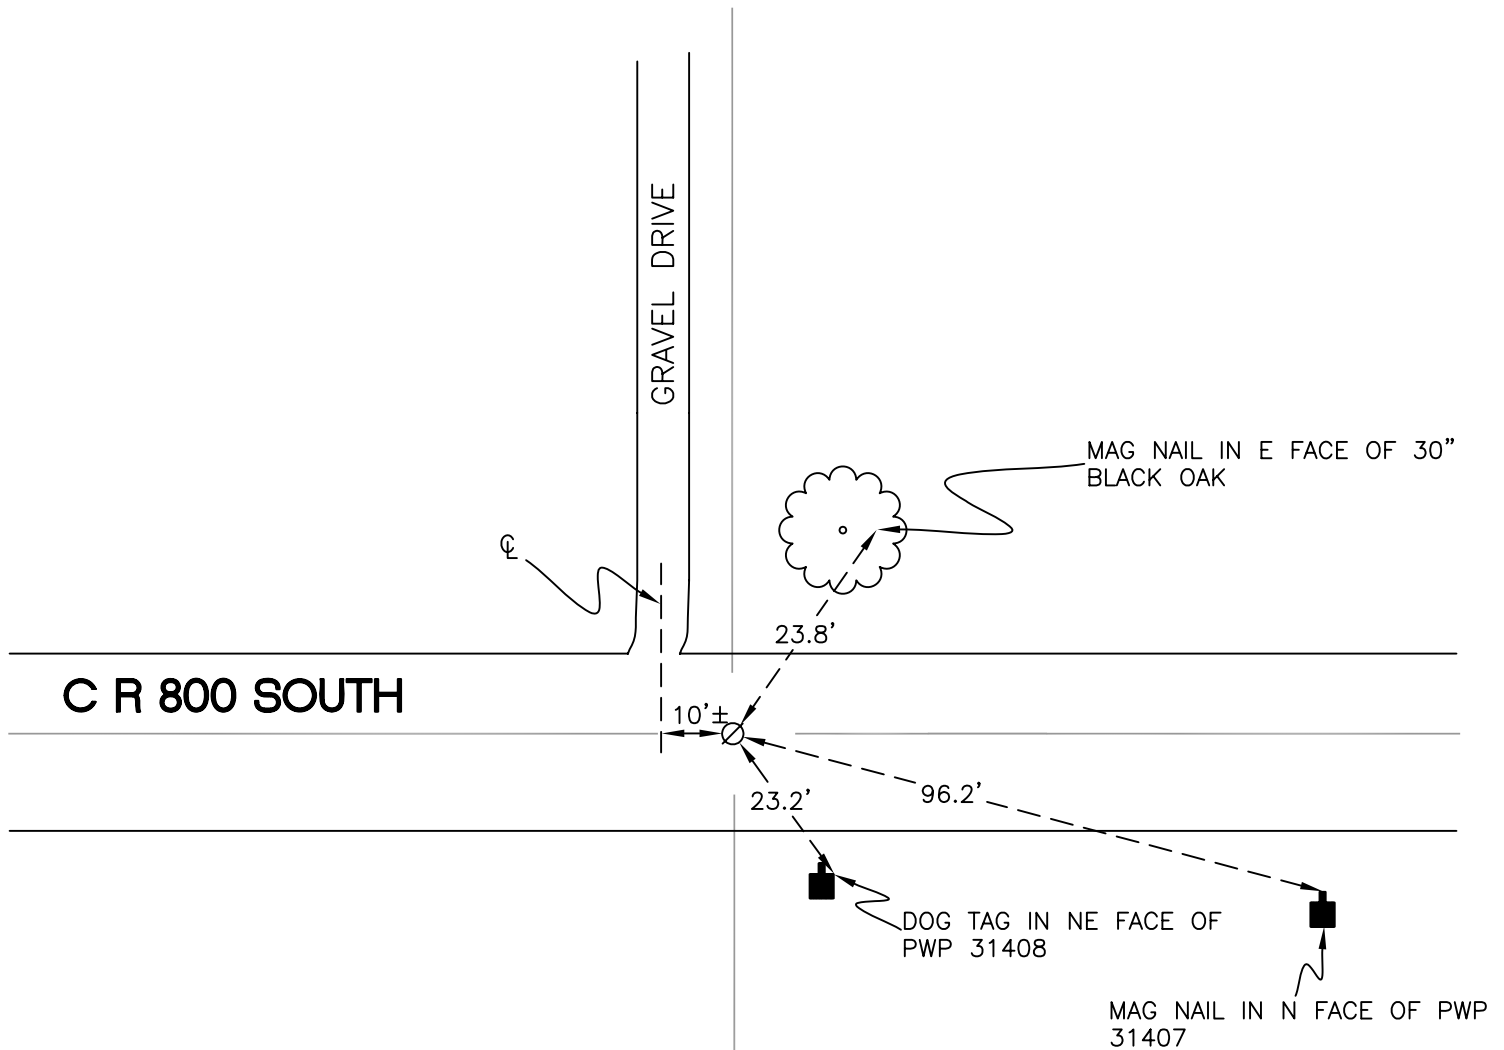 GRAVEL DRIVE
MAG NAIL IN E FACE OF 30"
BLACK OAK
℄
23.8'
C R 800 SOUTH
10'±
23.2'
96.2'
DOG TAG IN NE FACE OF
PWP 31408
MAG NAIL IN N FACE OF PWP
31407